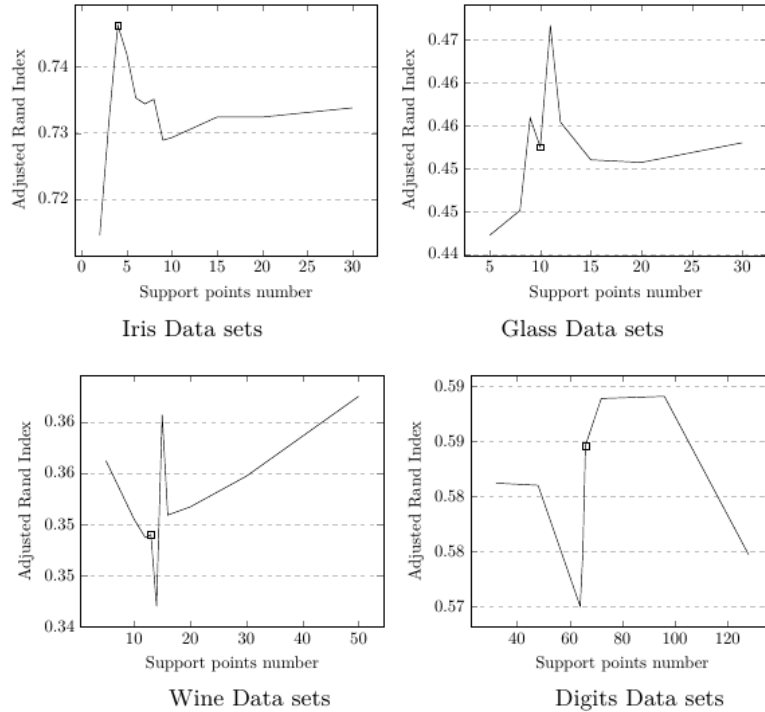 Adjusted Rand Index
0.74
0.73
0.72
0 5 10 15 20 25 30
Support points number
Iris Data sets
Adjusted Rand Index
0.47
0.46
0.46
0.45
0.45
0.44
5 10 15 20 25 30
Support points number
Glass Data sets
Adjusted Rand Index
0.36
0.36
0.35
0.35
0.34
10 20 30 40 50
Support points number
Wine Data sets
Adjusted Rand Index
0.59
0.59
0.58
0.58
0.57
40 60 80 100 120
Support points number
Digits Data sets